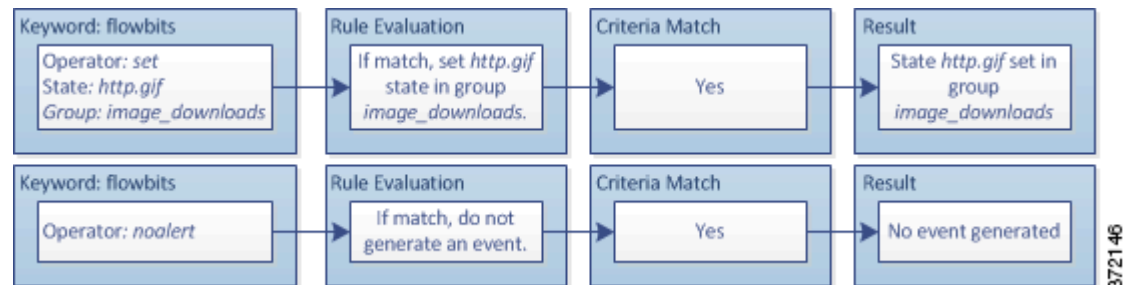 Keyword: flowbits
Operator: set
State: http.gif
Group: image_downloads
Rule Evaluation
If match, set http.gif
state in group
image_downloads.
Criteria Match
Yes
Result
State http.gif set in
group
image_downloads
Keyword: flowbits
Operator: noalert
Rule Evaluation
If match, do not
generate an event.
Criteria Match
Yes
Result
No event generated
372146